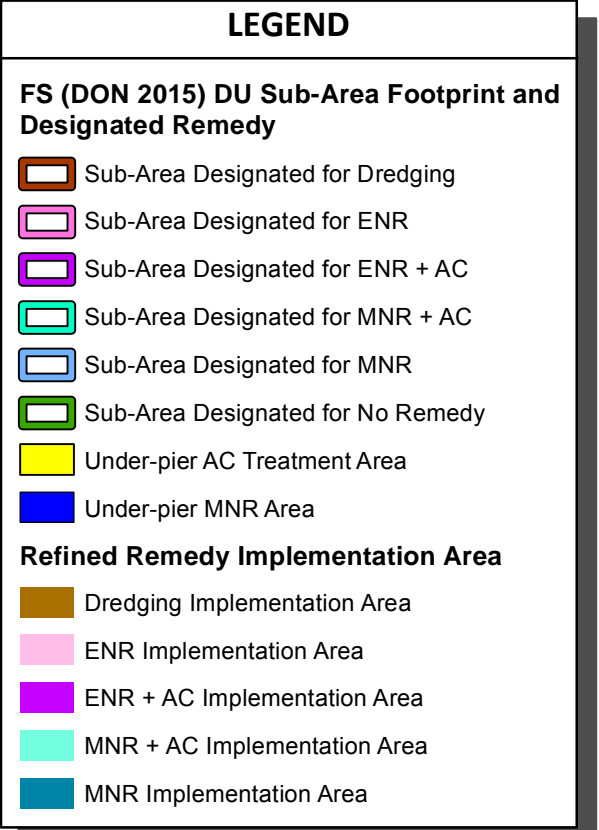 LEGEND
FS (DON 2015) DU Sub-Area Footprint and
Designated Remedy
Sub-Area Designated for Dredging
Sub-Area Designated for ENR
Sub-Area Designated for ENR + AC
Sub-Area Designated for MNR + AC
Sub-Area Designated for MNR
Sub-Area Designated for No Remedy
Under-pier AC Treatment Area
Under-pier MNR Area
Refined Remedy Implementation Area
Dredging Implementation Area
ENR Implementation Area
ENR + AC Implementation Area
MNR + AC Implementation Area
MNR Implementation Area